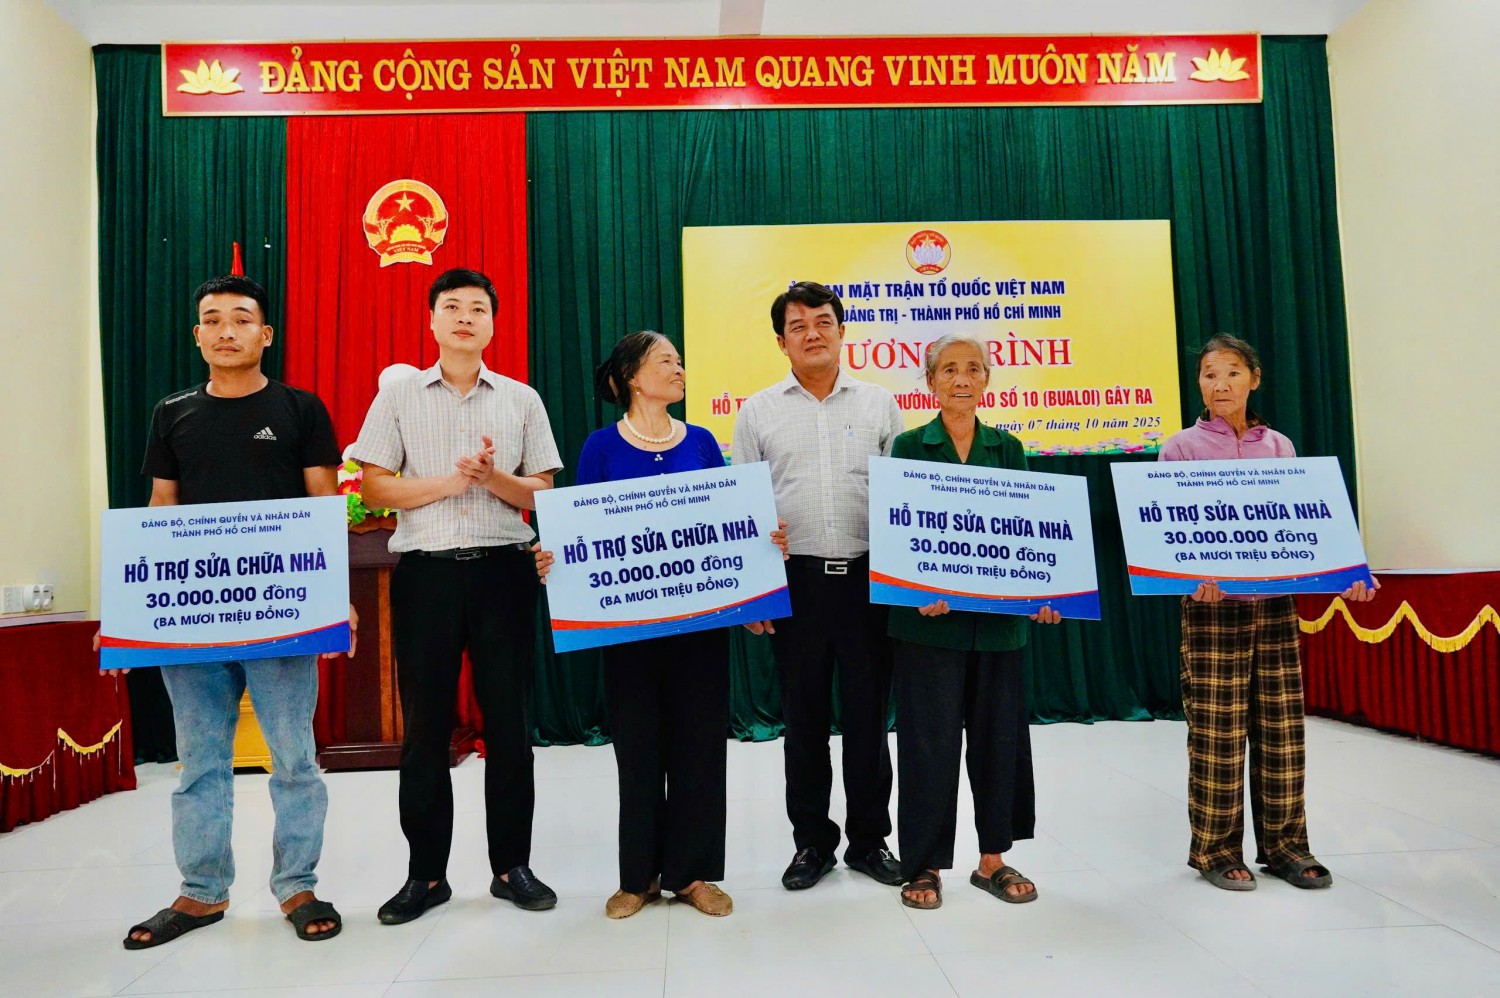 ĐẢNG CỘNG SẢN VIỆT NAM QUANG VINH MUÔN NĂM
VIỆT NAM
VIỆT NAM
MẶT TRẬN TỔ QUỐC VIỆT NAM
TRỊ - THÀNH PHỐ HỒ CHÍ MINH
TRÌNH
HỖ
SỐ 10 (BUALOI) GÂY RA
ngày 07 tháng 10 năm 2025
adidas
ĐẢNG BỘ, CHÍNH QUYỀN VÀ NHÂN DÂN
THÀNH PHỐ HỒ CHÍ MINH
HỖ TRỢ SỬA CHỮA NHÀ
30.000.000 đồng
(BA MƯƠI TRIỆU ĐỒNG)
ĐẢNG BỘ, CHÍNH QUYỀN VÀ NHÂN DÂN
THÀNH PHỐ HỒ CHÍ MINH
HỖ TRỢ SỬA CHỮA NHÀ
30.000.000 đồng
(BA MƯƠI TRIỆU ĐỒNG)
ĐẢNG BỘ, CHÍNH QUYỀN VÀ NHÂN DÂN
THÀNH PHỐ HỒ CHÍ MINH
HỖ TRỢ SỬA CHỮA NHÀ
30.000.000 đồng
(BA MƯƠI TRIỆU ĐỒNG)
ĐẢNG BỘ, CHÍNH QUYỀN VÀ NHÂN DÂN
THÀNH PHỐ HỒ CHÍ MINH
HỖ TRỢ SỬA CHỮA NHÀ
30.000.000 đồng
(BA MƯƠI TRIỆU ĐỒNG)